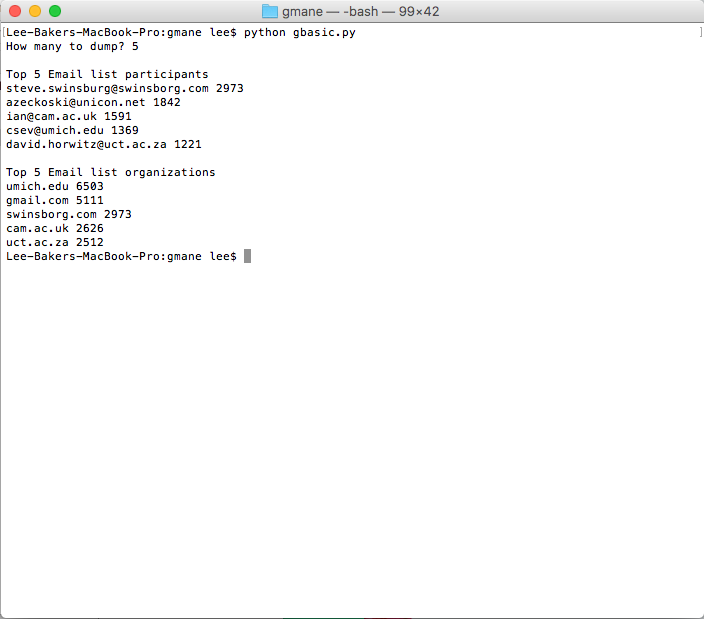 gmane — -bash — 99×42
[Lee-Bakers-MacBook-Pro:gmane lee$ python gbasic.py ]
How many to dump? 5
Top 5 Email list participants
steve.swinsburg@swinsborg.com 2973
azeckoski@unicon.net 1842
ian@cam.ac.uk 1591
csev@umich.edu 1369
david.horwitz@uct.ac.za 1221
Top 5 Email list organizations
umich.edu 6503
gmail.com 5111
swinsborg.com 2973
cam.ac.uk 2626
uct.ac.za 2512
Lee-Bakers-MacBook-Pro:gmane lee$